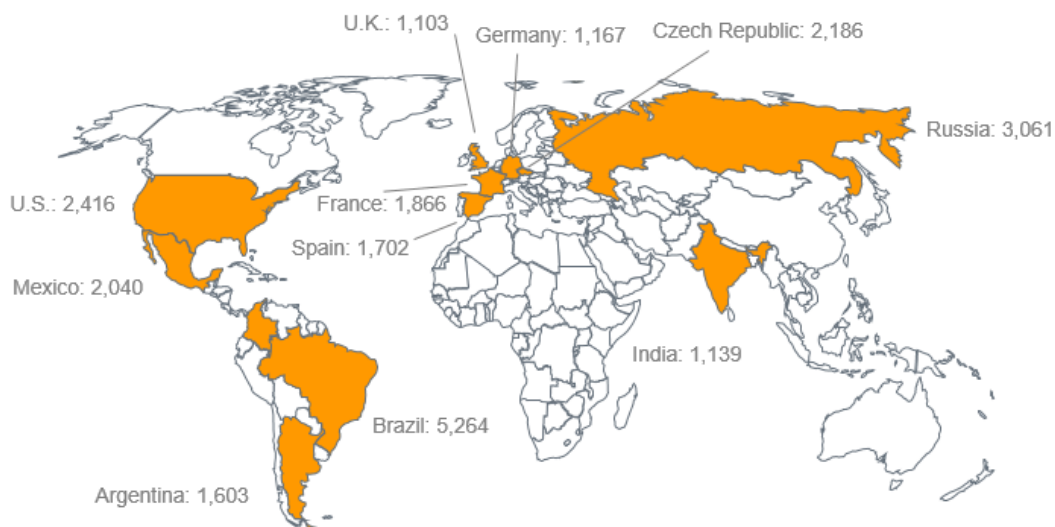 U.K.: 1,103
Germany: 1,167
Czech Republic: 2,186
Russia: 3,061
U.S.: 2,416
France: 1,866
Spain: 1,702
Mexico: 2,040
India: 1,139
Brazil: 5,264
Argentina: 1,603